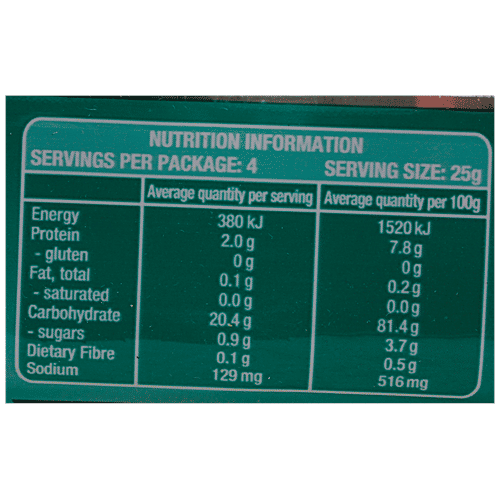 NUTRITION INFORMATION
SERVINGS PER PACKAGE: 4 SERVING SIZE: 25g
Average quantity per serving Average quantity per 100g
Energy 380 kJ 1520 kJ
Protein 2.0 g 7.8 g
- gluten 0 g 0 g
Fat, total 0.1 g 0.2 g
- saturated 0.0 g 0.0 g
Carbohydrate 20.4 g 81.4 g
- sugars 0.9 g 3.7 g
Dietary Fibre 0.1 g 0.5 g
Sodium 129 mg 516 mg